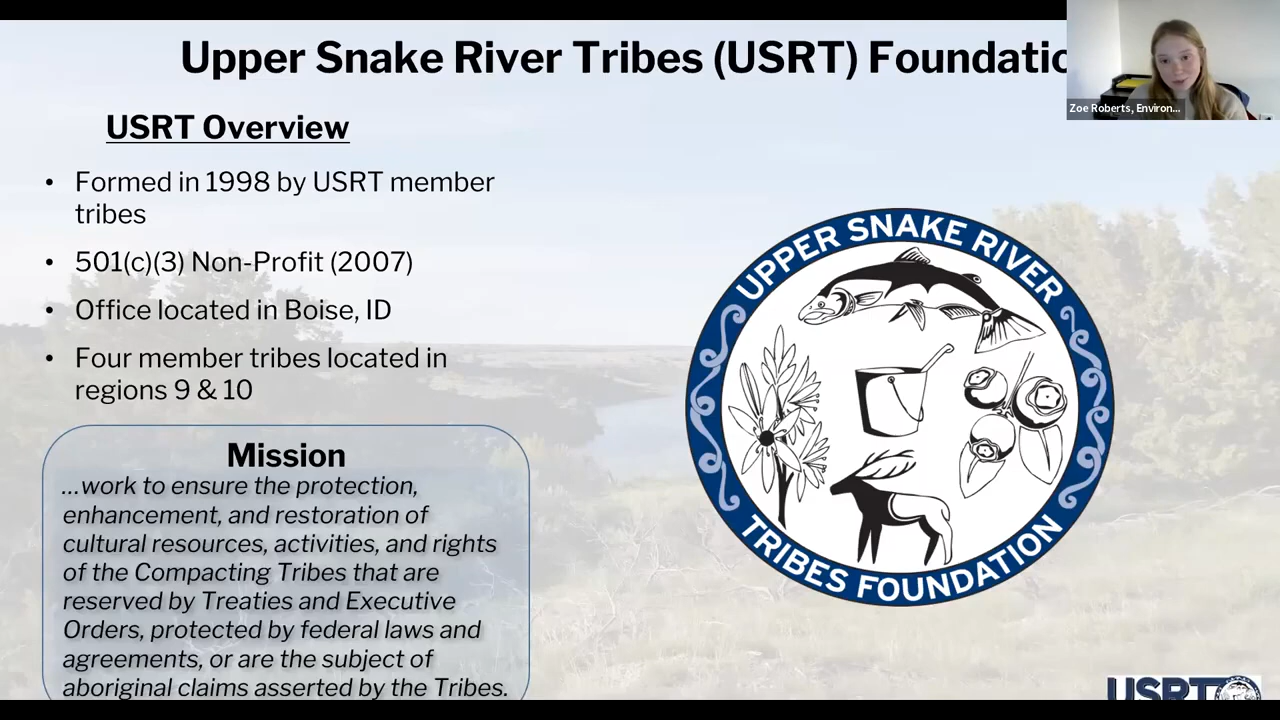 Upper Snake River Tribes (USRT) Foundatio
Zoe Roberts, Environ...
USRT Overview
• Formed in 1998 by USRT member
tribes
• 501(c)(3) Non-Profit (2007)
• Office located in Boise, ID
• Four member tribes located in
regions 9 & 10
Mission
...work to ensure the protection,
enhancement, and restoration of
cultural resources, activities, and rights
of the Compacting Tribes that are
reserved by Treaties and Executive
Orders, protected by federal laws and
agreements, or are the subject of
aboriginal claims asserted by the Tribes.
UPPER SNAKE RIVER
TRIBES FOUNDATION
USRT